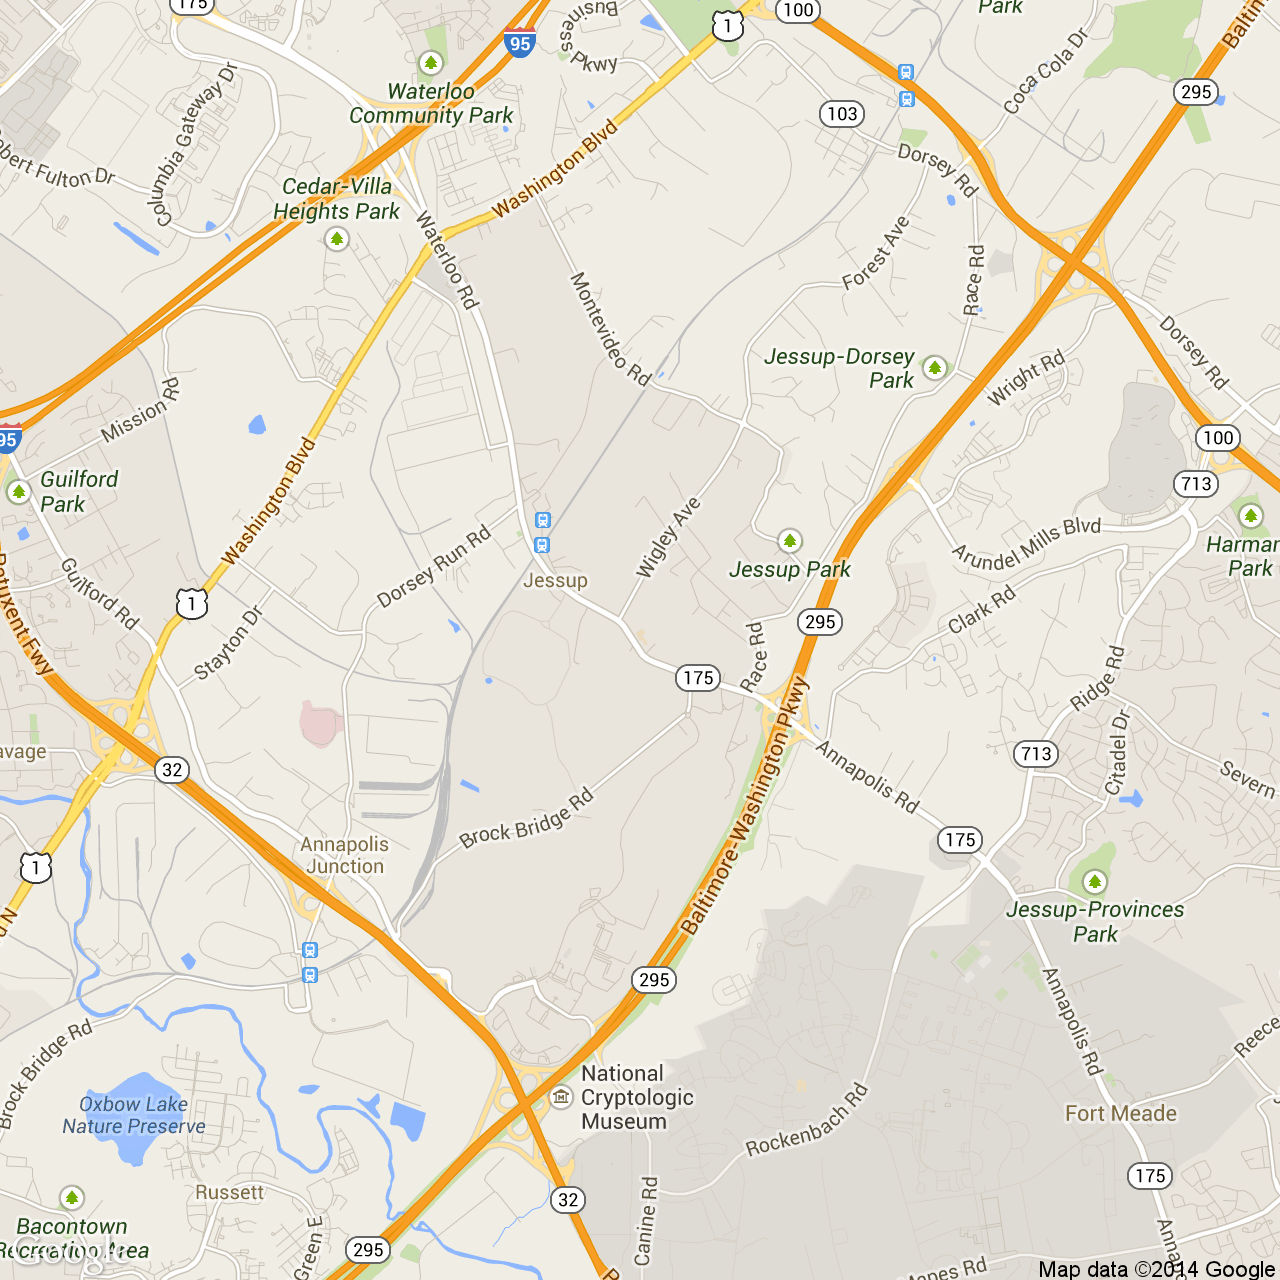 175
95
Business Pkwy
1
100
Park
Baltim
295
Coca Cola Dr
103
Waterloo
Community Park
Columbia Gateway Dr
obert Fulton Dr
Washington Blvd
Dorsey Rd
Cedar-Villa
Heights Park
Waterloo Rd
Forest Ave
Race Rd
Montevideo Rd
Dorsey Rd
Jessup-Dorsey
Park
Wright Rd
Mission Rd
95
100
713
Guilford
Park
Washington Blvd
Wigley Ave
Arundel Mills Blvd
Harman
Park
Dorsey Run Rd
Jessup
Jessup Park
Patuxent Fwy
Guilford Rd
1
Stayton Dr
295
Clark Rd
Race Rd
175
Ridge Rd
avage
32
Baltimore-Washington Pkwy
Annapolis Rd
713
Citadel Dr
Severn
Brock Bridge Rd
Annapolis
Junction
1
175
Jessup-Provinces
Park
295
Annapolis Rd
Brock Bridge Rd
Reece
National
Cryptologic
Museum
Oxbow Lake
Nature Preserve
Rockenbach Rd
Fort Meade
175
Russett
32
Canine Rd
Bacontown
Recreation Area
Google
Green E
295
Mapes Rd
Anna
Map data ©2014 Google